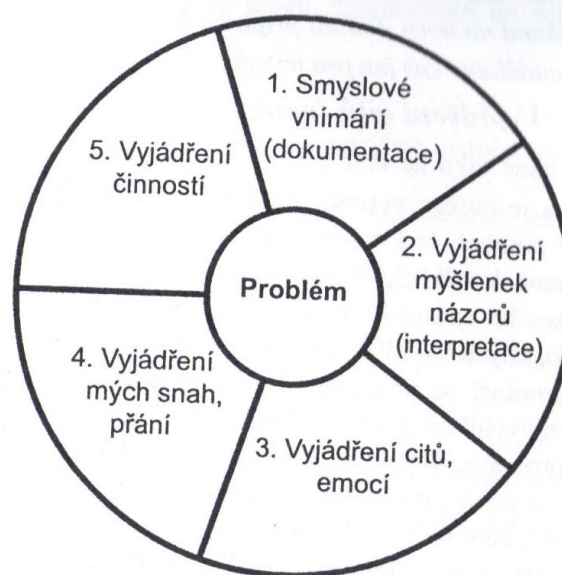 1. Smyslové
vnímání
(dokumentace)
2. Vyjádření
myšlenek
názorů
(interpretace)
3. Vyjádření citů,
emocí
4. Vyjádření
mých snah,
přání
5. Vyjádření
činností
Problém